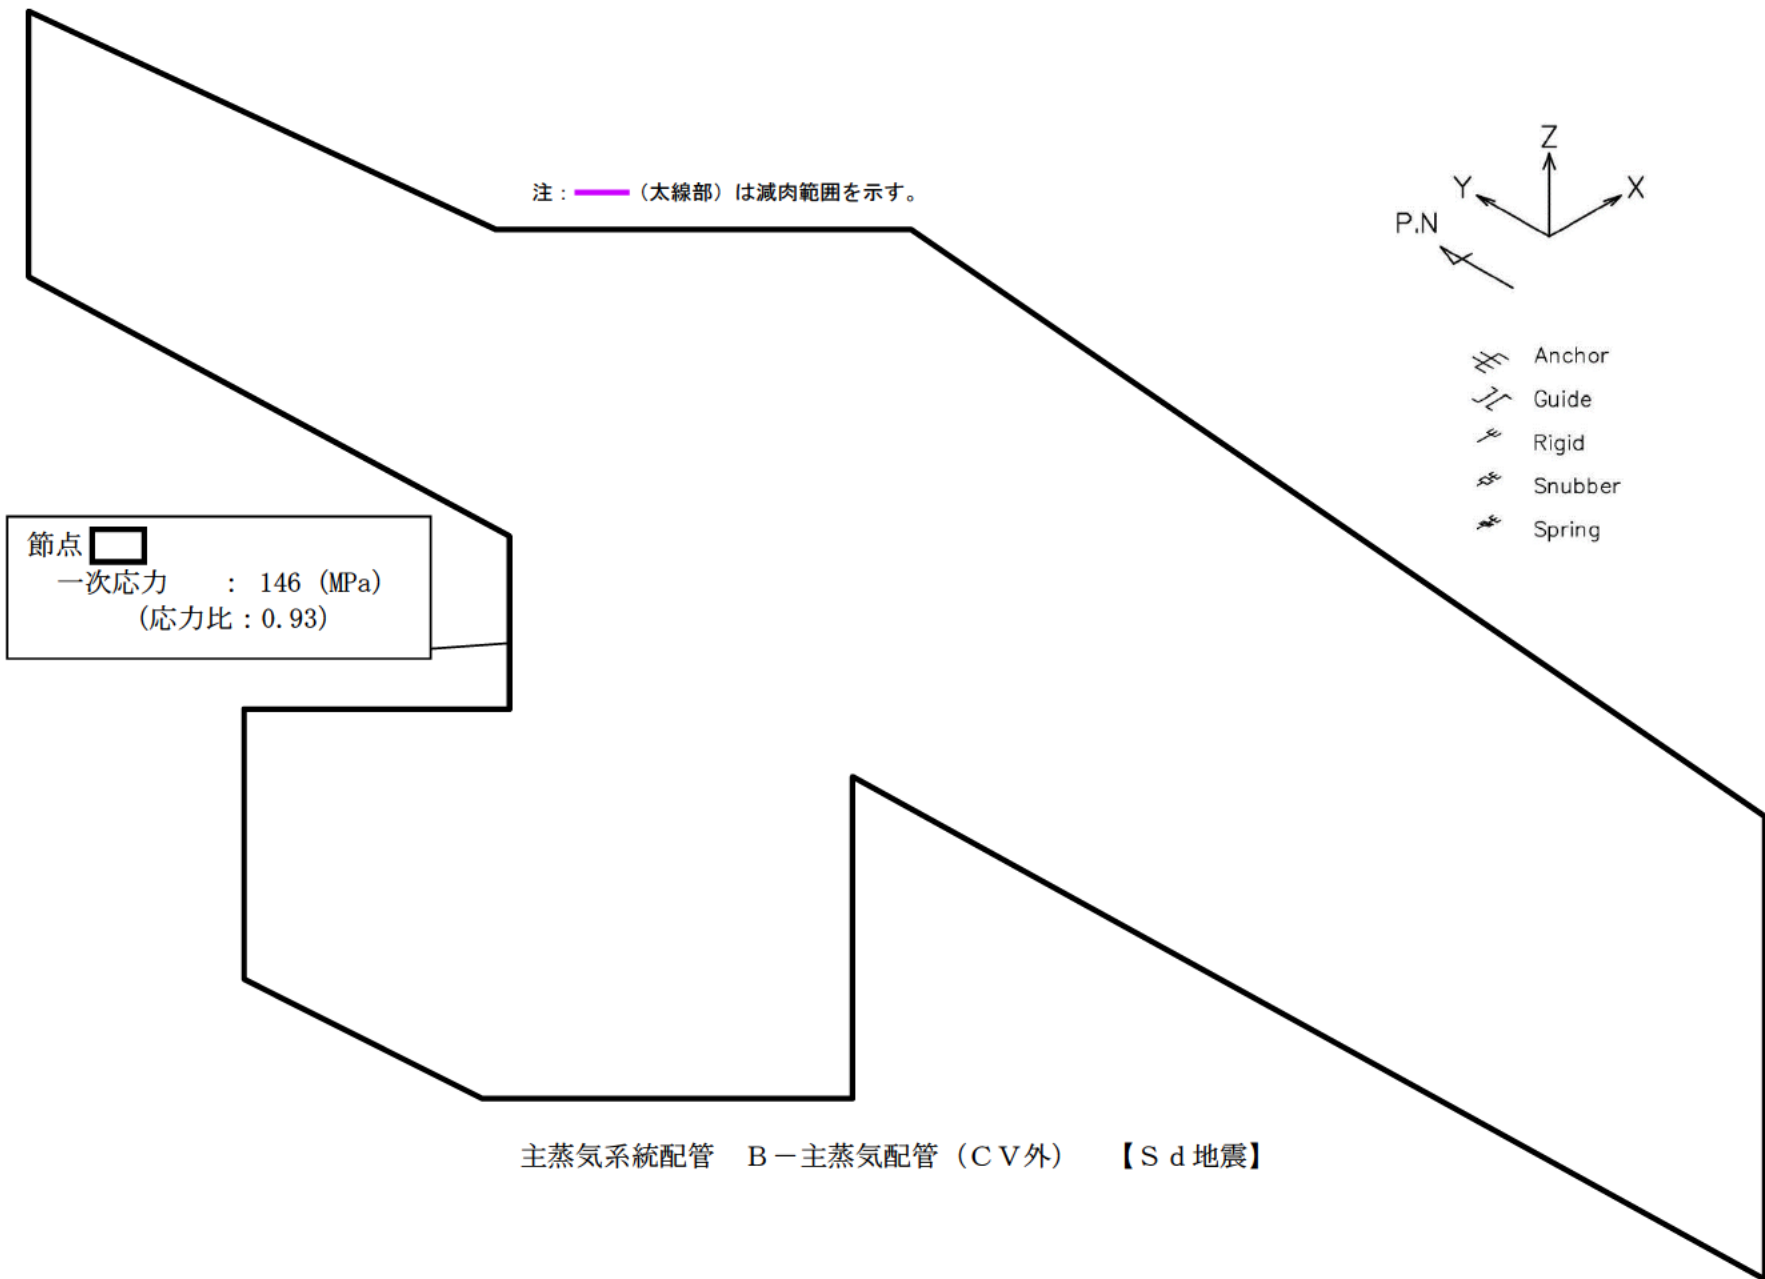 注：　　（太線部）は減肉範囲を示す。
Z
Y
X
P.N
Anchor
Guide
Rigid
Snubber
Spring
節点
一次応力　　：146 (MPa)
(応力比：0.93)
主蒸気系統配管　Ｂ－主蒸気配管（ＣＶ外）　【Ｓｄ地震】